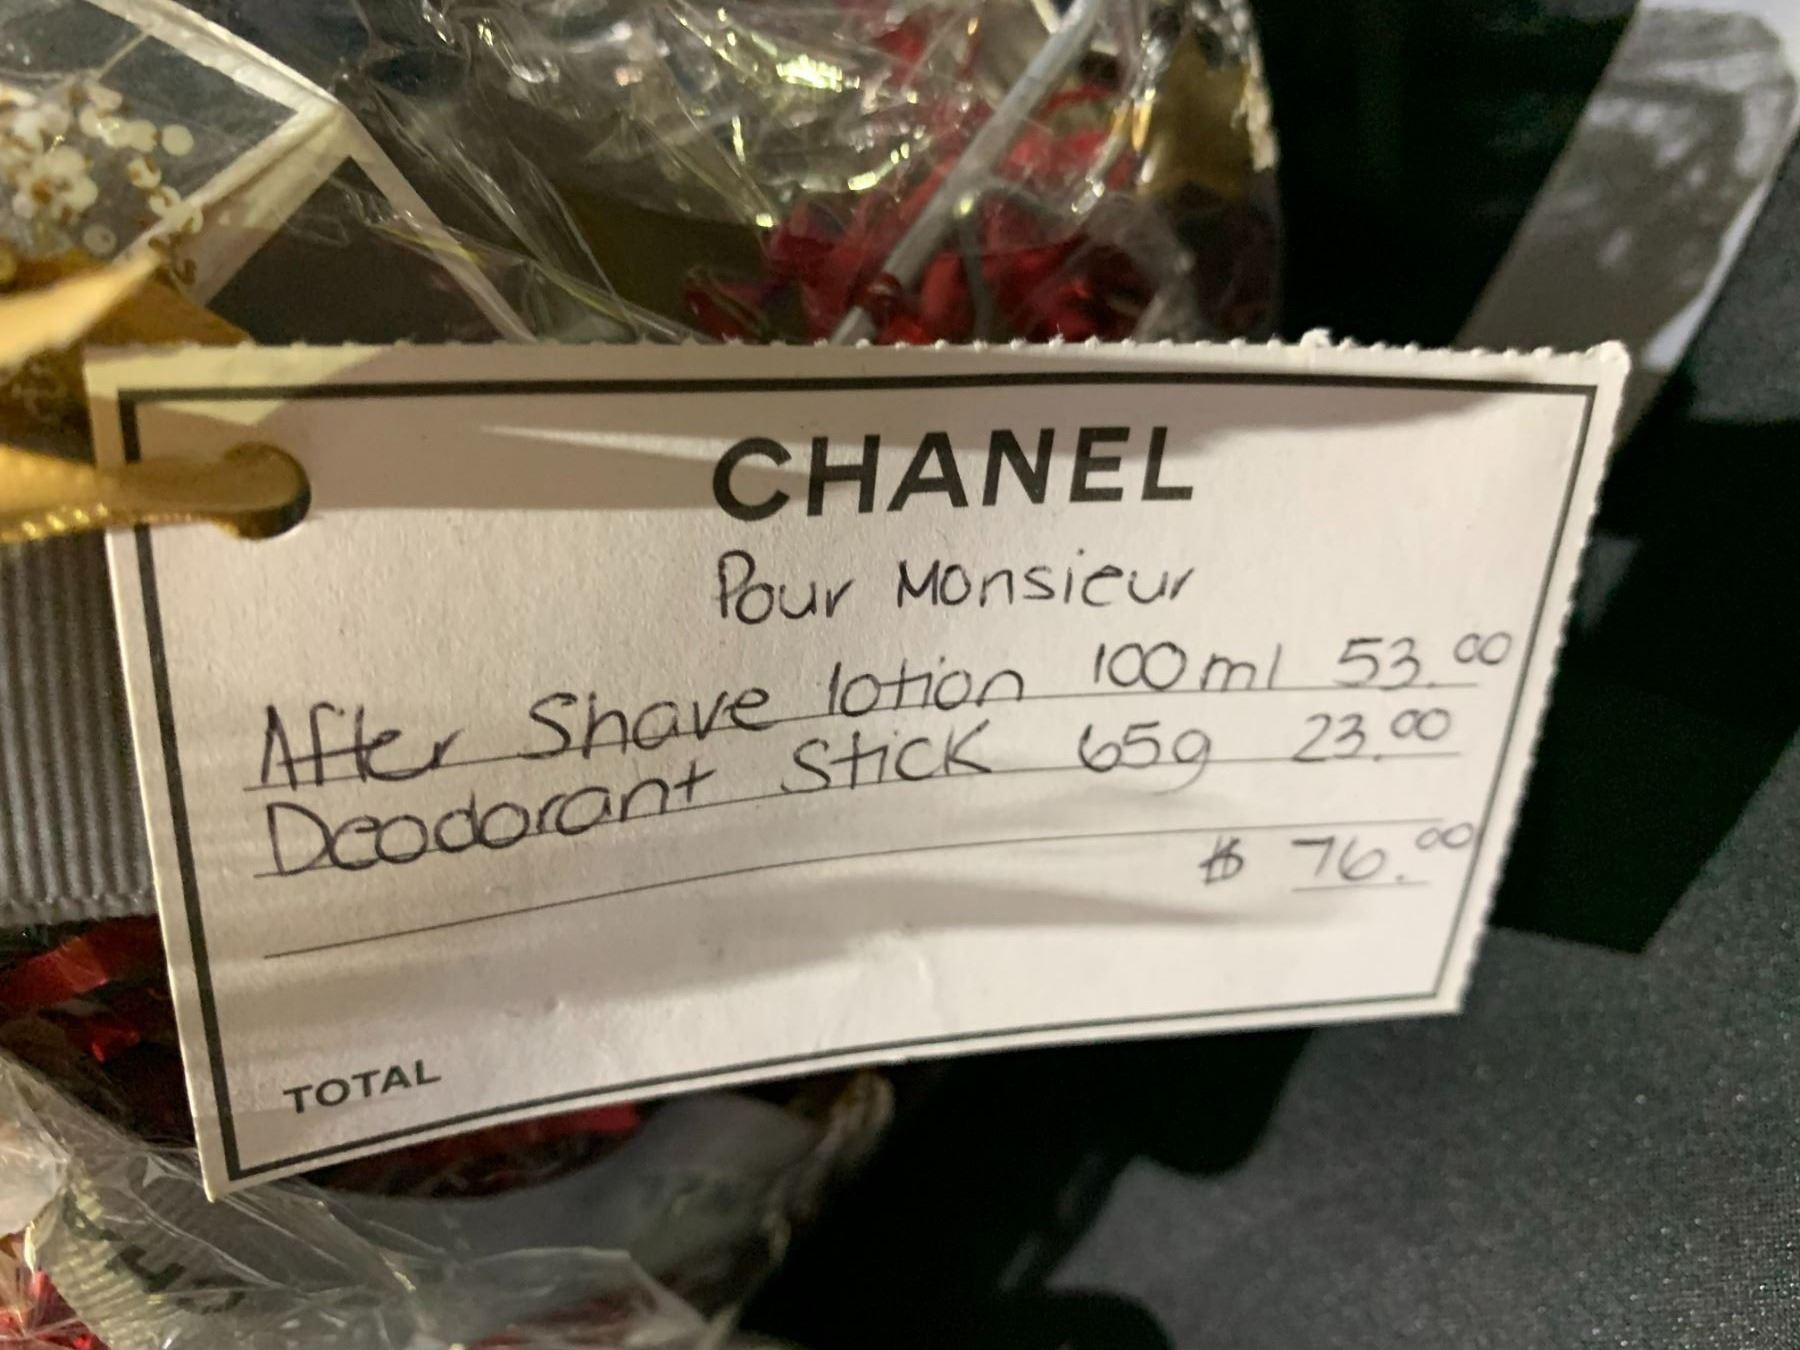 CHANEL
Pour Monsieur
After Shave lotion 100ml 53.00
Deodorant Stick 65g 23.00
$ 76.00
TOTAL